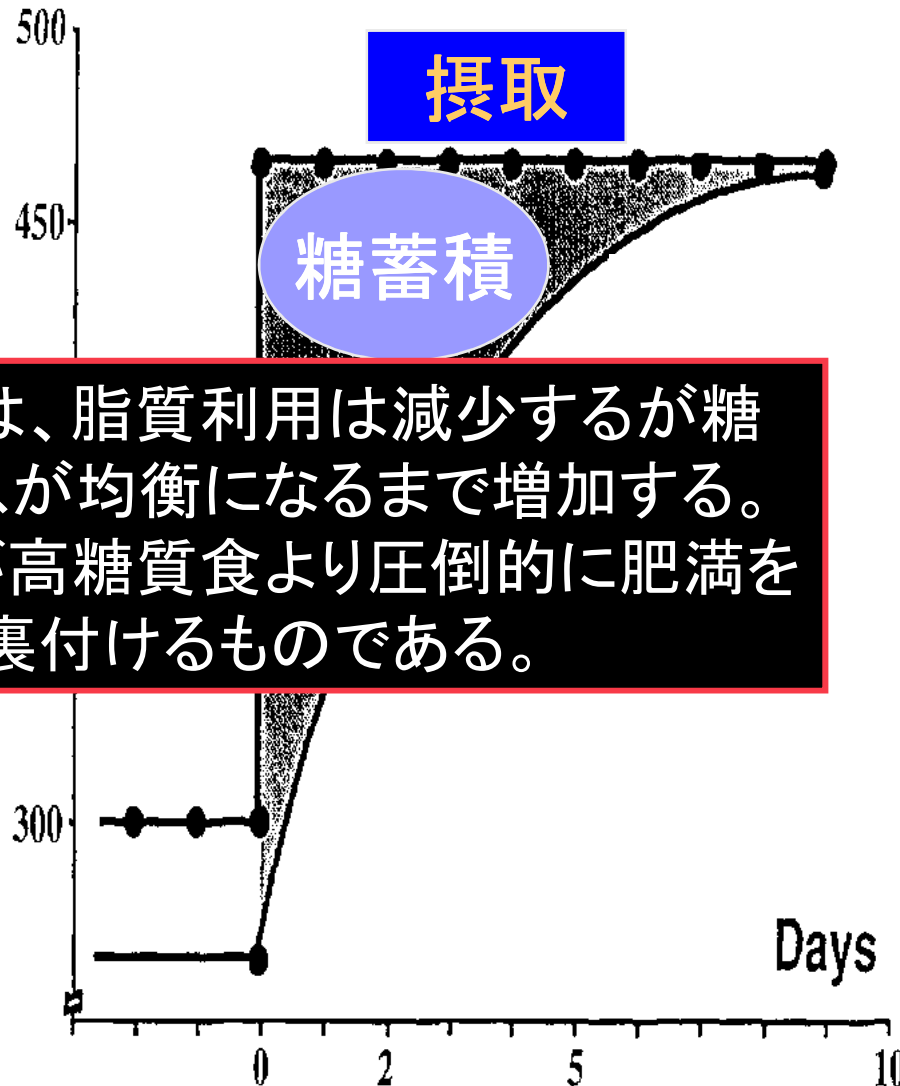 500
摂取
450
糖蓄積
は、脂質利用は減少するが糖
が均衡になるまで増加する。
高糖質食より圧倒的に肥満を
裏付けるものである。
300
Days
0 2 5 10